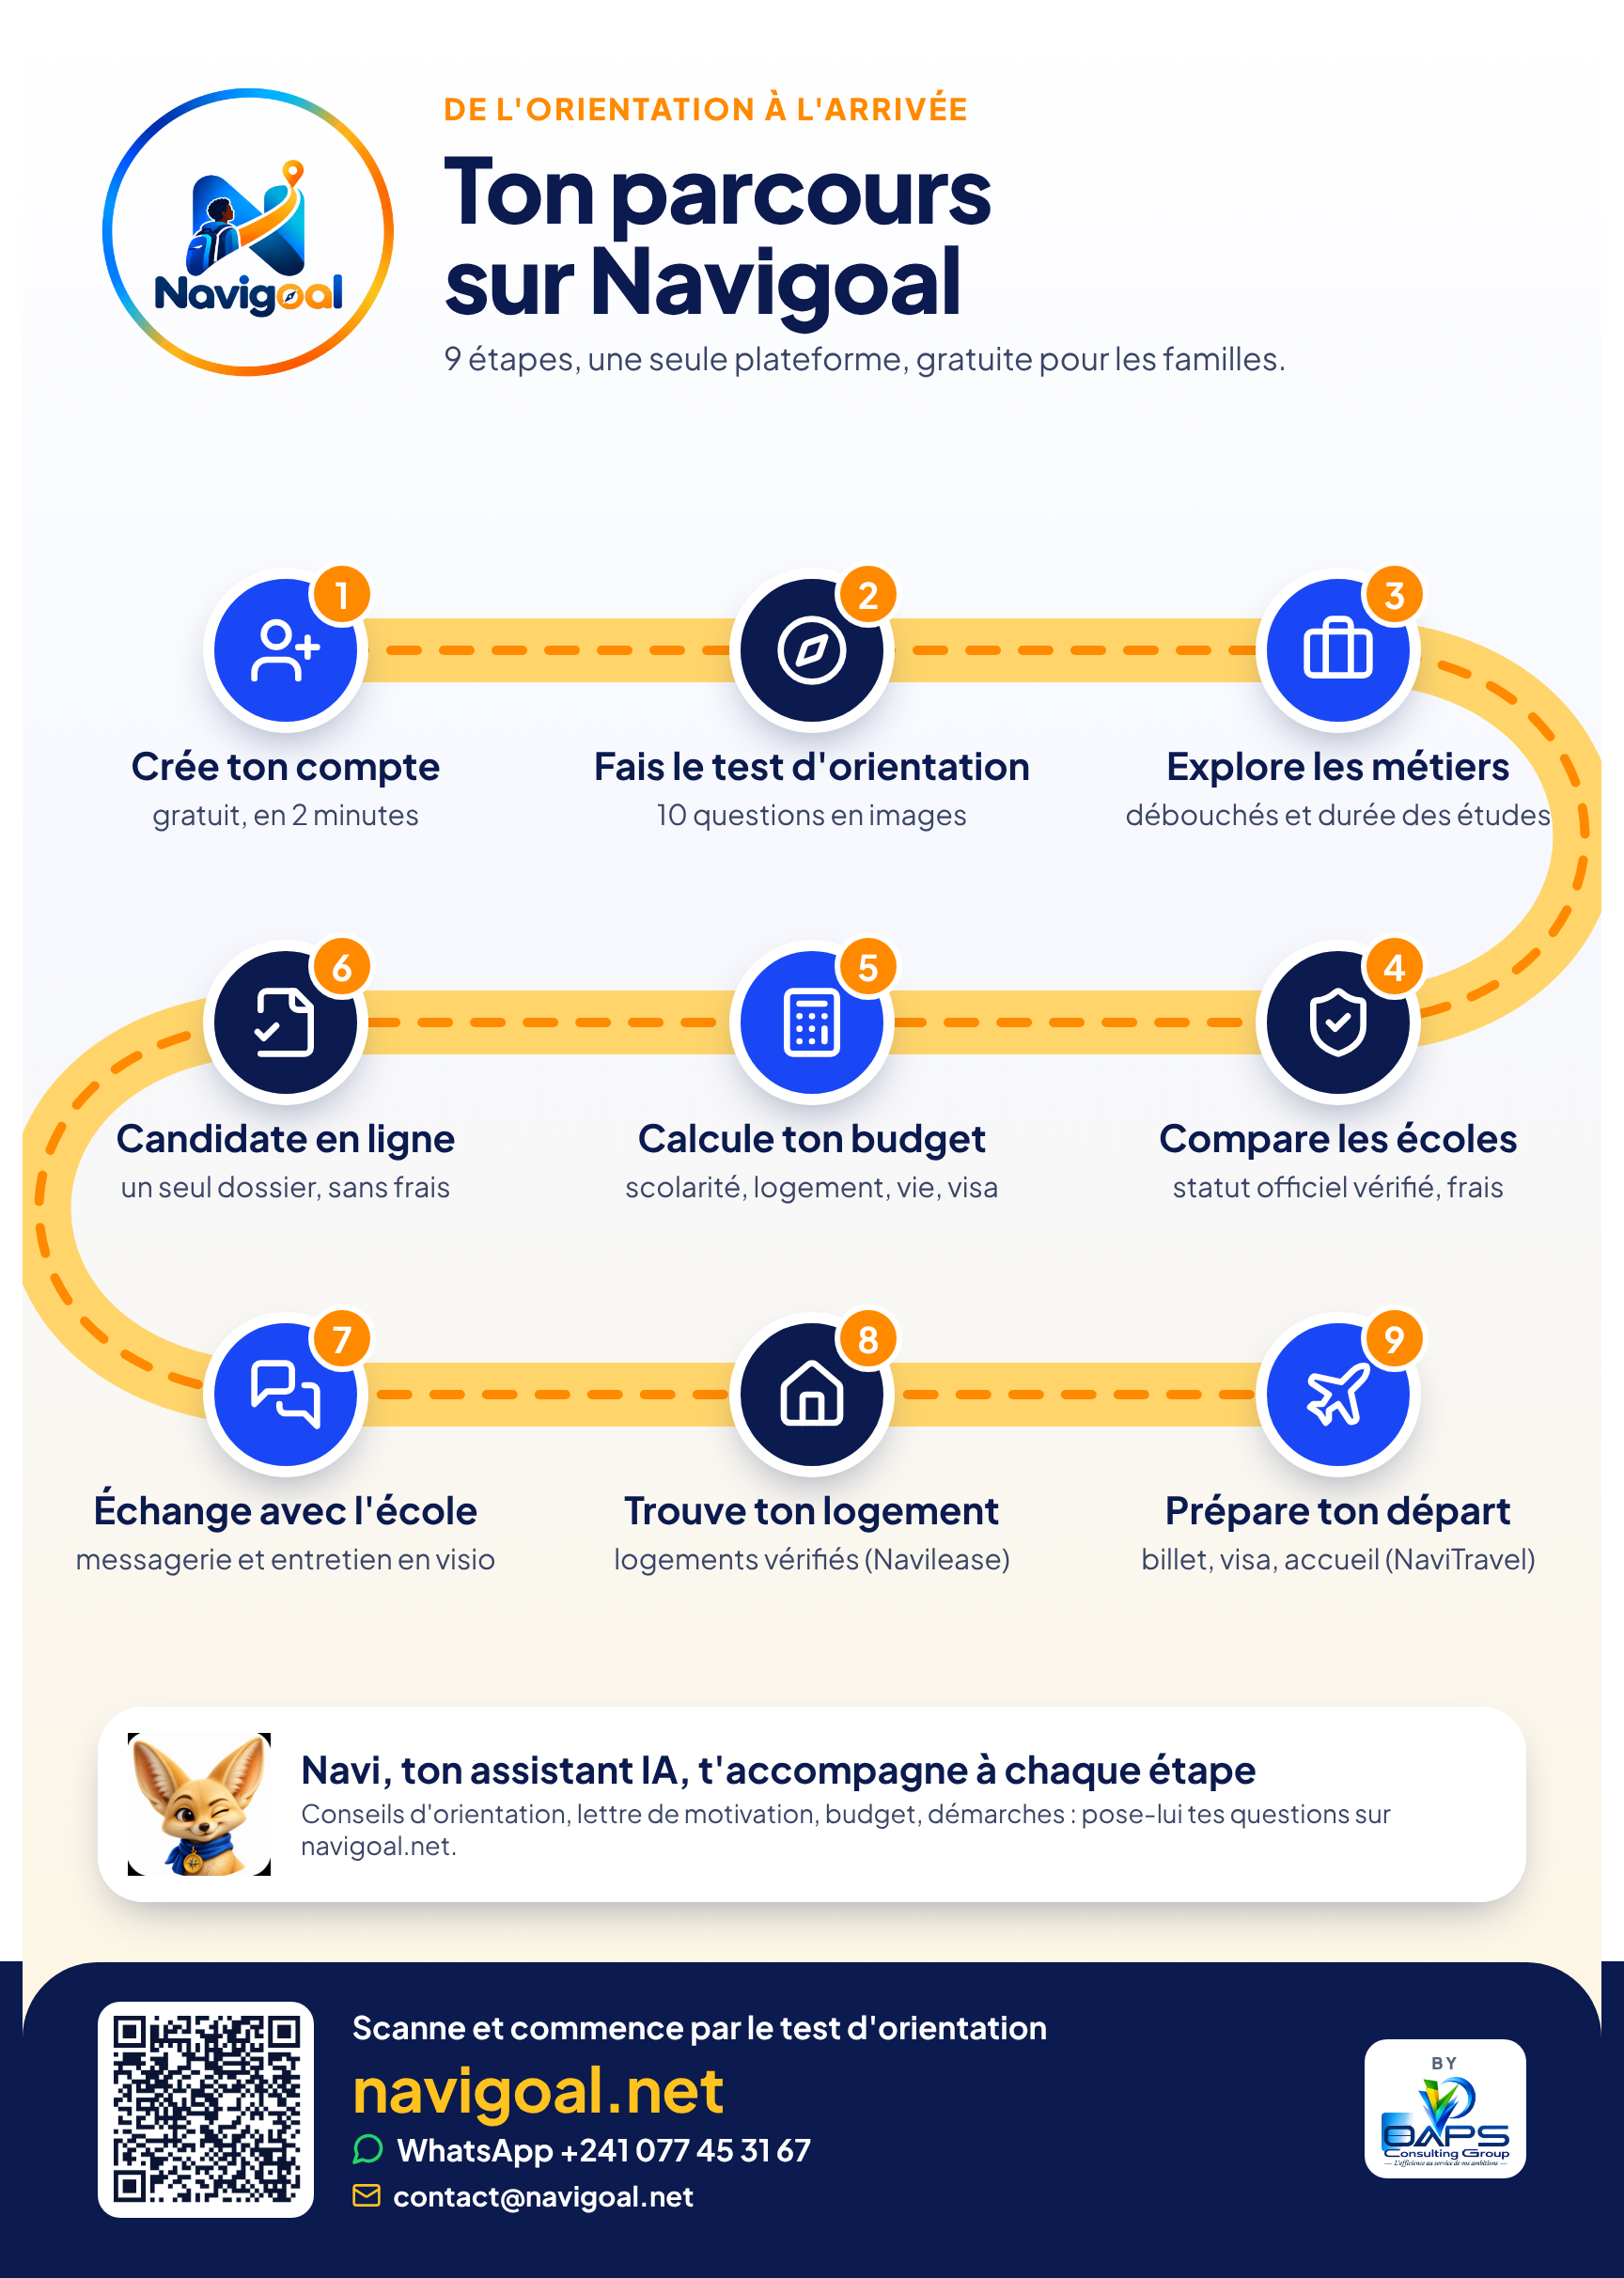 DE L'ORIENTATION À L'ARRIVÉE
Ton parcours
sur Navigoal
9 étapes, une seule plateforme, gratuite pour les familles.
Navigoal
1
2
3
Crée ton compte
gratuit, en 2 minutes
Fais le test d'orientation
10 questions en images
Explore les métiers
débouchés et durée des études
6
5
4
Candidate en ligne
un seul dossier, sans frais
Calcule ton budget
scolarité, logement, vie, visa
Compare les écoles
statut officiel vérifié, frais
7
8
9
Échange avec l'école
messagerie et entretien en visio
Trouve ton logement
logements vérifiés (Navilease)
Prépare ton départ
billet, visa, accueil (NaviTravel)
Navi, ton assistant IA, t'accompagne à chaque étape
Conseils d'orientation, lettre de motivation, budget, démarches : pose-lui tes questions sur
navigoal.net.
Scanne et commence par le test d'orientation
navigoal.net
WhatsApp +241 077 45 31 67
contact@navigoal.net
BY
OAPS
Consulting Group
L'efficience au service de vos ambitions